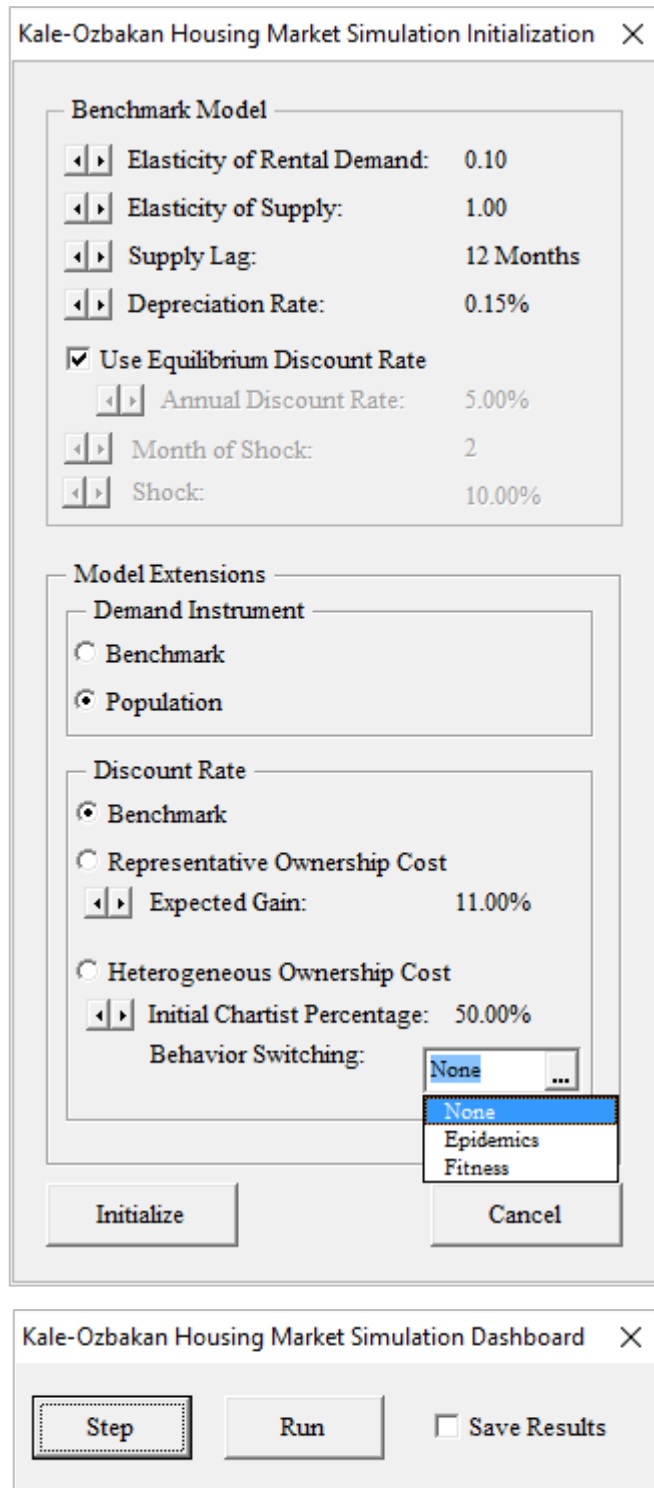 Kale-Ozbakan Housing Market Simulation Initialization
Benchmark Model
Elasticity of Rental Demand: 0.10
Elasticity of Supply: 1.00
Supply Lag: 12 Months
Depreciation Rate: 0.15%
Use Equilibrium Discount Rate
Annual Discount Rate: 5.00%
Month of Shock: 2
Shock: 10.00%
Model Extensions
Demand Instrument
Benchmark
Population
Discount Rate
Benchmark
Representative Ownership Cost
Expected Gain: 11.00%
Heterogeneous Ownership Cost
Initial Chartist Percentage: 50.00%
Behavior Switching: None ...
None
Epidemics
Fitness
Initialize Cancel
Kale-Ozbakan Housing Market Simulation Dashboard
Step Run Save Results